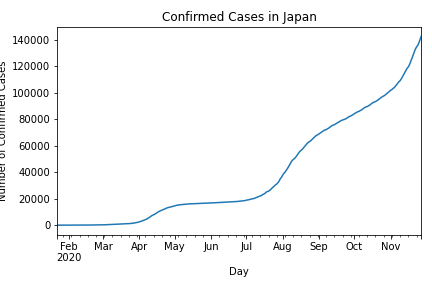 Confirmed Cases in Japan
Number of Confirmed Cases
140000
120000
100000
80000
60000
40000
20000
0
Feb Mar Apr May Jun Jul Aug Sep Oct Nov
2020
Day